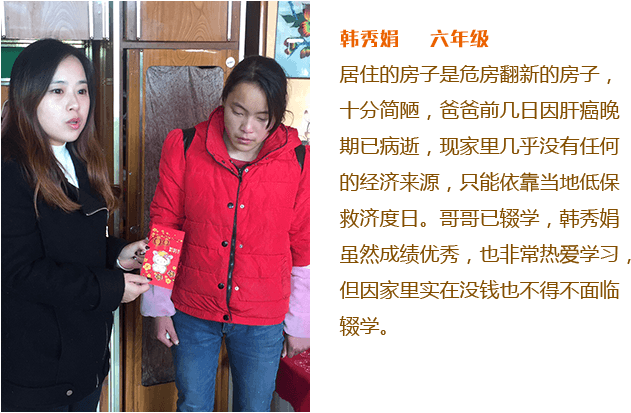 韩秀娟 六年级
居住的房子是危房翻新的房子，
十分简陋，爸爸前几日因肝癌晚
期已病逝，现家里几乎没有任何
的经济来源，只能依靠当地低保
救济度日。哥哥已辍学，韩秀娟
虽然成绩优秀，也非常热爱学习，
但因家里实在没钱也不得不面临
辍学。